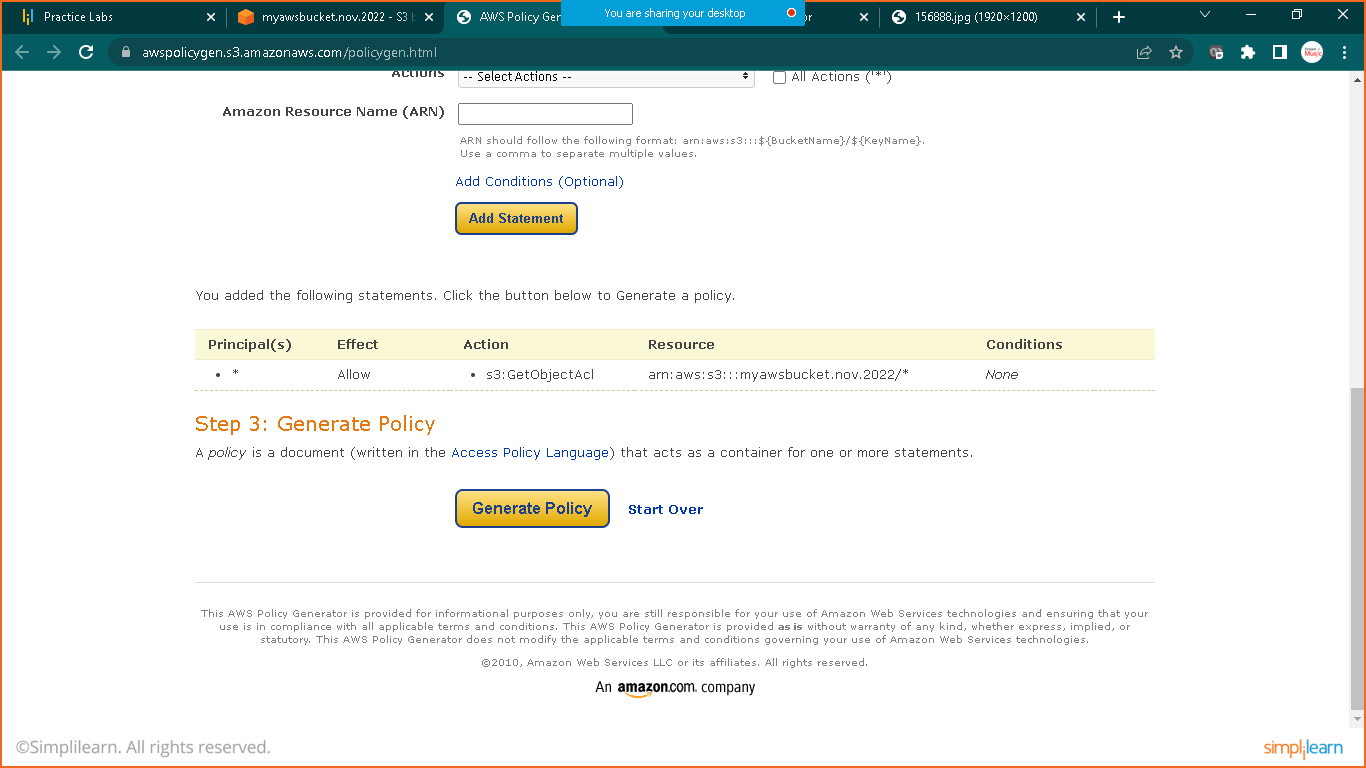 Practice Labs
myawsbucket.nov.2022 - S3 b
AWS Policy Gen
You are sharing your desktop
or
156888.jpg (1920×1200)
awspolicygen.s3.amazonaws.com/policygen.html
Actions
-- Select Actions --
All Actions ('*')
Amazon Resource Name (ARN)
ARN should follow the following format: arn:aws:s3:::${BucketName}/${KeyName}.
Use a comma to separate multiple values.
Add Conditions (Optional)
Add Statement
You added the following statements. Click the button below to Generate a policy.
Principal(s) Effect Action Resource Conditions
• * Allow • s3:GetObjectAcl arn:aws:s3:::myawsbucket.nov.2022/* None
Step 3: Generate Policy
A policy is a document (written in the Access Policy Language) that acts as a container for one or more statements.
Generate Policy Start Over
This AWS Policy Generator is provided for informational purposes only, you are still responsible for your use of Amazon Web Services technologies and ensuring that your
use is in compliance with all applicable terms and conditions. This AWS Policy Generator is provided as is without warranty of any kind, whether express, implied, or
statutory. This AWS Policy Generator does not modify the applicable terms and conditions governing your use of Amazon Web Services technologies.
©2010, Amazon Web Services LLC or its affiliates. All rights reserved.
An amazon.com. company
©Simplilearn. All rights reserved.
simplilearn